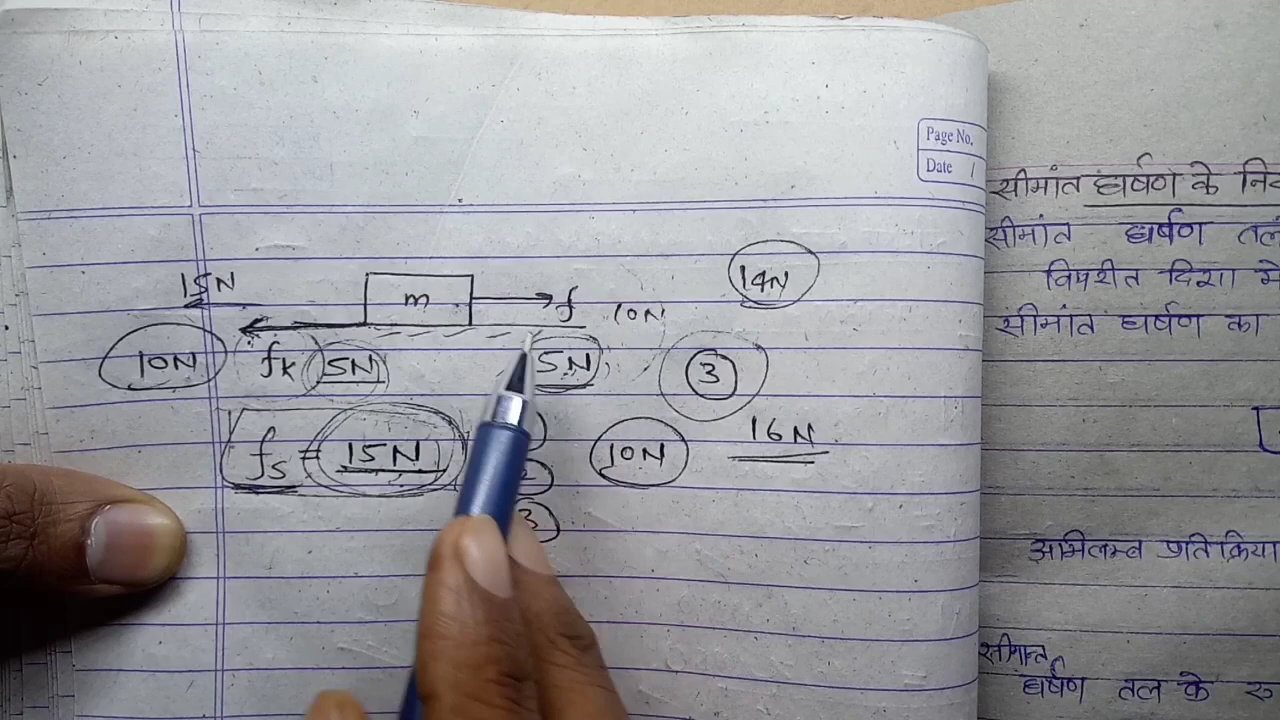 Page No.
Date /
15N
m
f
10N
14N
10N
fk
5N
5N
3
fs = 15N
10N
16N
3
सीमांत घर्षण के
सीमांत घर्षण
विपरीत दिशा मे
सीमांत घर्षण का
अभिलम्ब प्रतिक्रिया
सीमान्त
घर्षण तल के